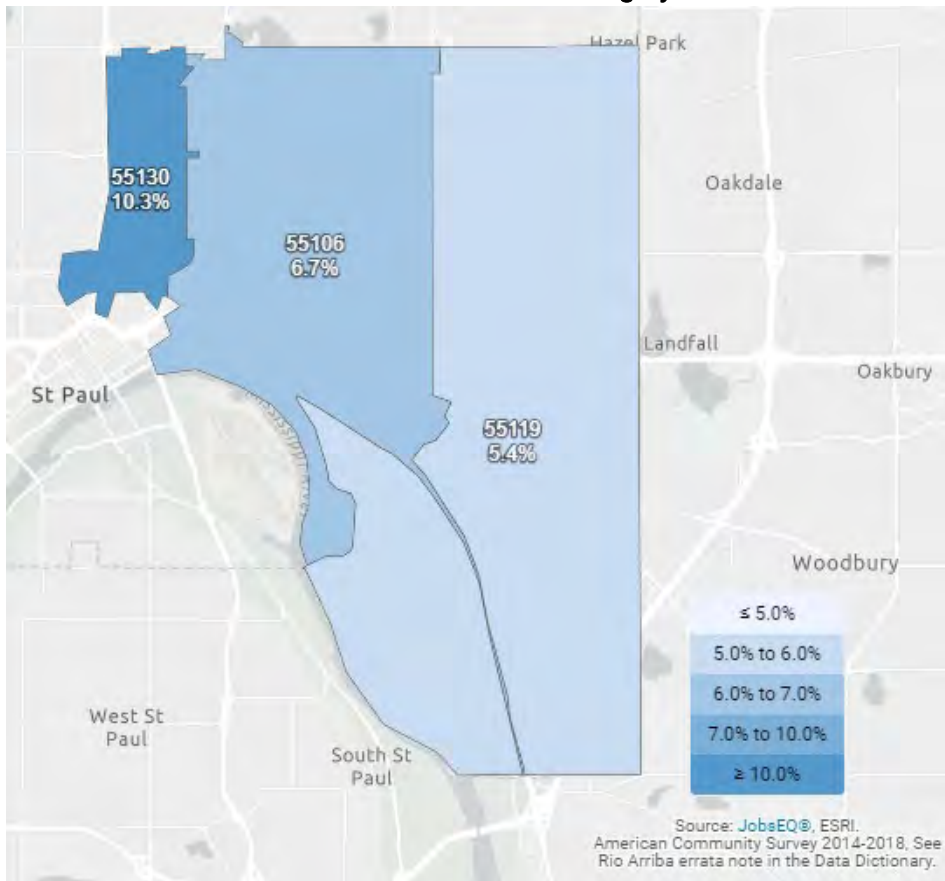 Hazel Park
55130
10.3%
Oakdale
55106
6.7%
Landfall
Oakbury
St Paul
55119
5.4%
Mississippi River
Woodbury
≤ 5.0%
5.0% to 6.0%
6.0% to 7.0%
7.0% to 10.0%
≥ 10.0%
West St
Paul
South St
Paul
Source: JobsEQ®, ESRI.
American Community Survey 2014-2018, See
Rio Arriba errata note in the Data Dictionary.